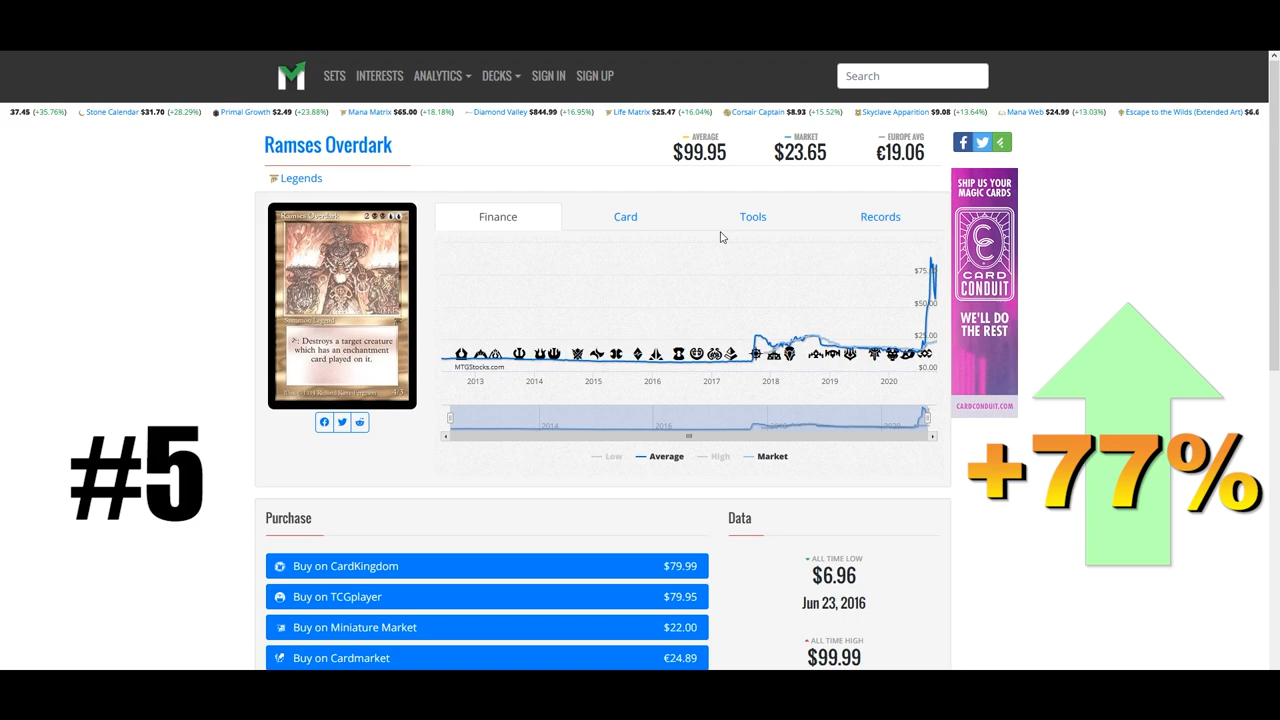 SETS INTERESTS ANALYTICS DECKS SIGN IN SIGN UP Search
37.45 (+35.76%) Stone Calendar $31.70 (+28.29%) Primal Growth $2.49 (+23.88%) Mana Matrix $65.00 (+18.18%) Diamond Valley $844.99 (+16.95%) Life Matrix $25.47 (+16.04%) Corsair Captain $8.93 (+15.52%) Skyclave Apparition $9.08 (+13.64%) Mana Web $24.99 (+13.03%) Escape to the Wilds (Extended Art) $6.6
Ramses Overdark
AVERAGE
$99.95
MARKET
$23.65
EUROPE AVG
€19.06
Legends
Ramses Overdark 2
Summon Legend
: Destroys a target creature
which has an enchantment
card played on it.
4/3
Finance Card Tools Records
$75.
$50.00
$25.00
$0.00
MTGStocks.com
2013 2014 2015 2016 2017 2018 2019 2020
2014 2016 2018 2020
Low Average High Market
SHIP US YOUR
MAGIC CARDS
CARD
CONDUIT
WE'LL DO
THE REST
CARDCONDUIT.COM
#5
+77%
Purchase
Buy on CardKingdom $79.99
Buy on TCGplayer $79.95
Buy on Miniature Market $22.00
Buy on Cardmarket €24.89
Data
ALL TIME LOW
$6.96
Jun 23, 2016
ALL TIME HIGH
$99.99